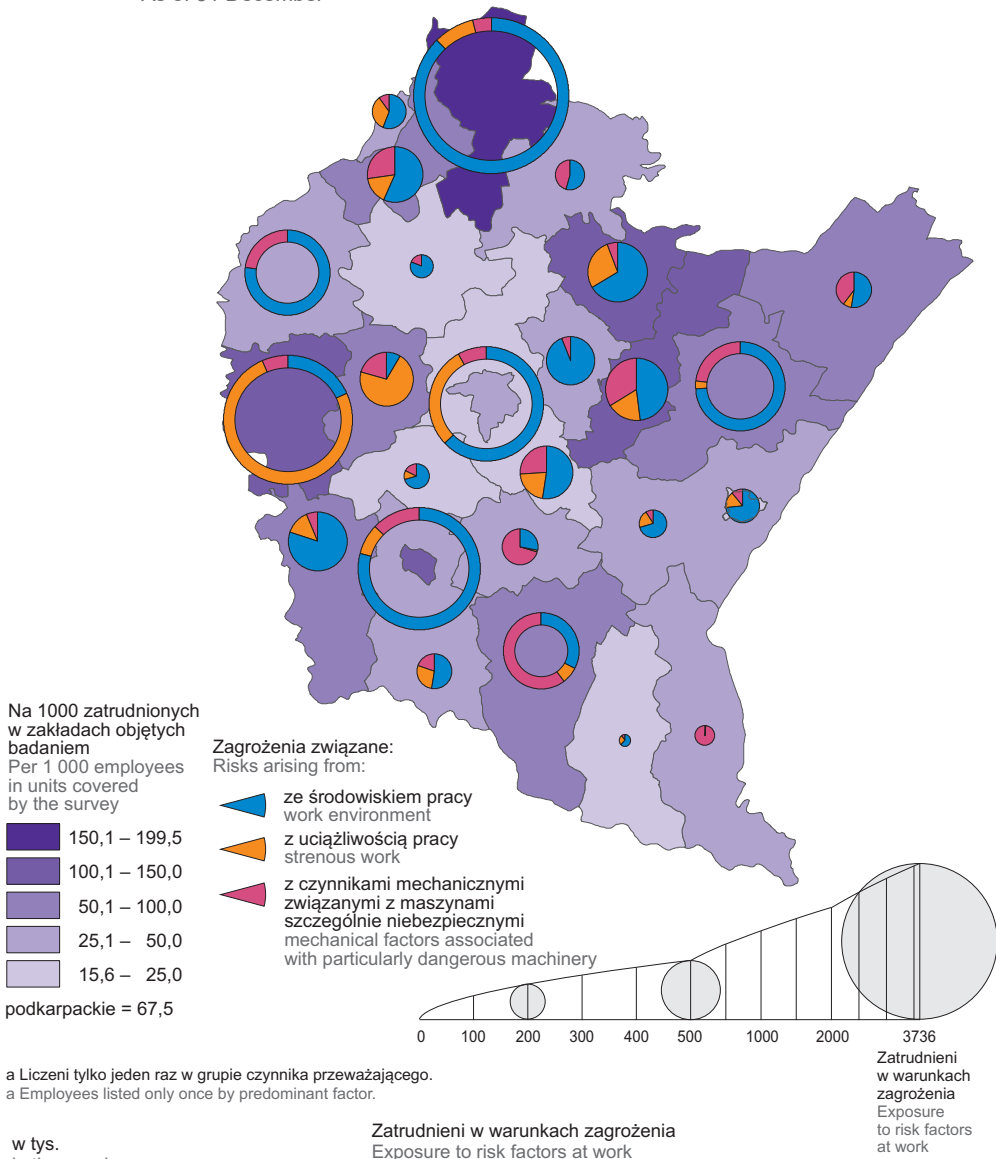 As of 31 December
Na 1000 zatrudnionych
w zakładach objętych
badaniem
Per 1 000 employees
in units covered
by the survey
150,1 – 199,5
100,1 – 150,0
50,1 – 100,0
25,1 – 50,0
15,6 – 25,0
podkarpackie = 67,5
Zagrożenia związane:
Risks arising from:
ze środowiskiem pracy
work environment
z uciążliwością pracy
strenous work
z czynnikami mechanicznymi
związanymi z maszynami
szczególnie niebezpiecznymi
mechanical factors associated
with particularly dangerous machinery
0 100 200 300 400 500 1000 2000 3736
Zatrudnieni
w warunkach
zagrożenia
Exposure
to risk factors
at work
a Liczeni tylko jeden raz w grupie czynnika przeważającego.
a Employees listed only once by predominant factor.
w tys.
Zatrudnieni w warunkach zagrożenia
Exposure to risk factors at work